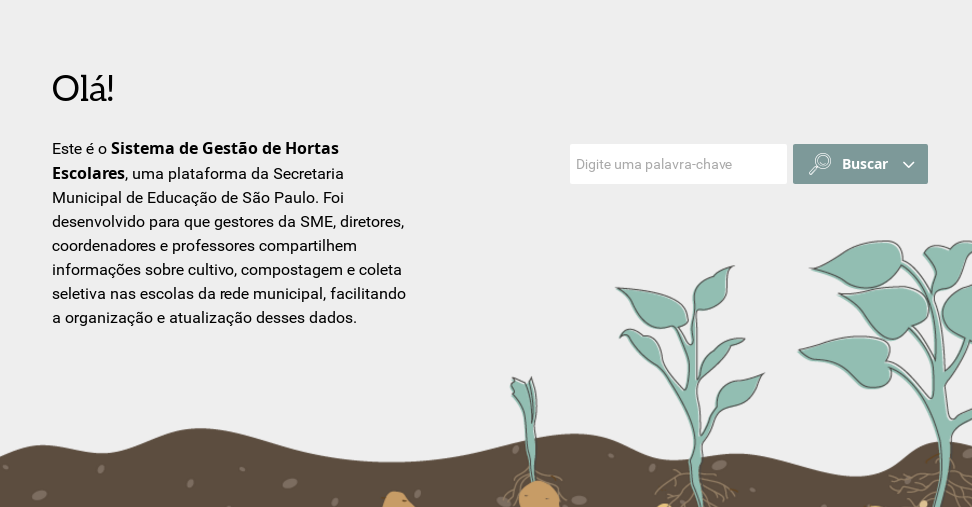 Olá!
Este é o Sistema de Gestão de Hortas
Escolares, uma plataforma da Secretaria
Municipal de Educação de São Paulo. Foi
desenvolvido para que gestores da SME, diretores,
coordenadores e professores compartilhem
informações sobre cultivo, compostagem e coleta
seletiva nas escolas da rede municipal, facilitando
a organização e atualização desses dados.
Digite uma palavra-chave
Buscar